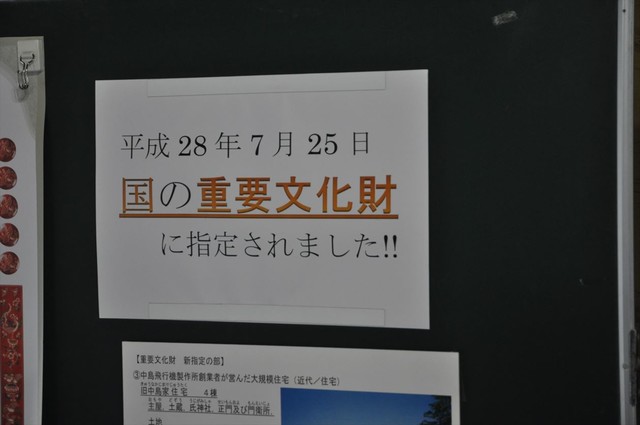 平成 28 年 7 月 25 日
国の重要文化財
に指定されました!!
【重要文化財 新指定の部】
③中島飛行機製作所創業者が営んだ大規模住宅（近代／住宅）
旧中島家住宅 4棟
主屋、土蔵、氏神社、正門及び門衛所、
土地